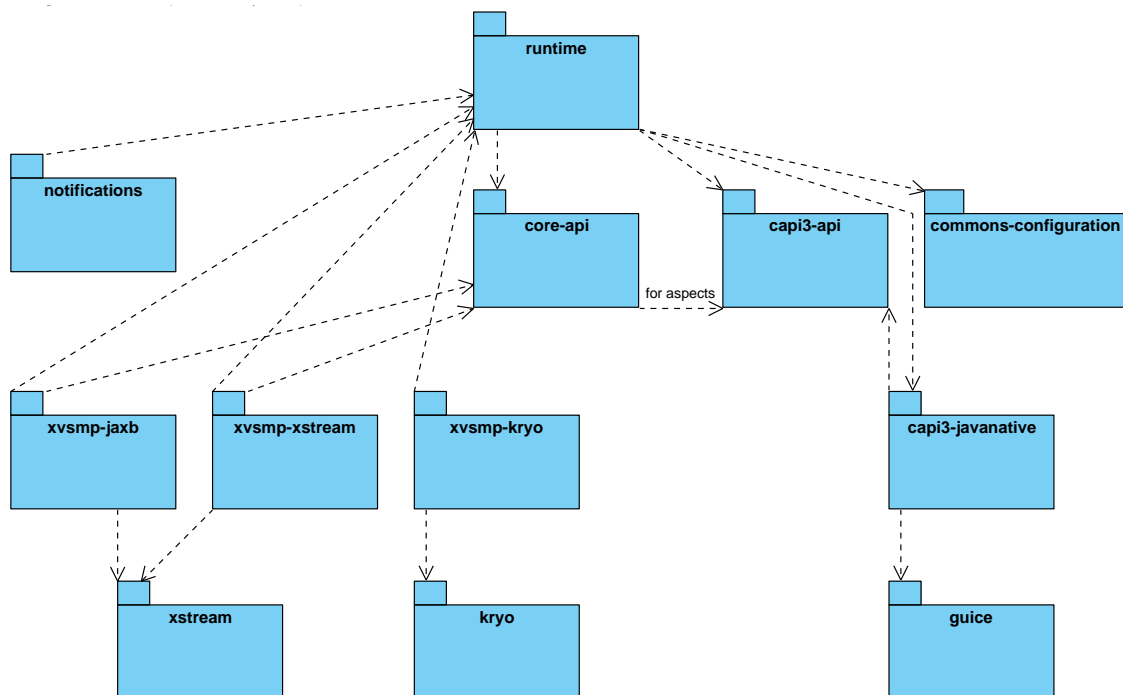 runtime
notifications
core-api
capi3-api
commons-configuration
for aspects
xvsmp-jaxb
xvsmp-xstream
xvsmp-kryo
capi3-javanative
xstream
kryo
guice